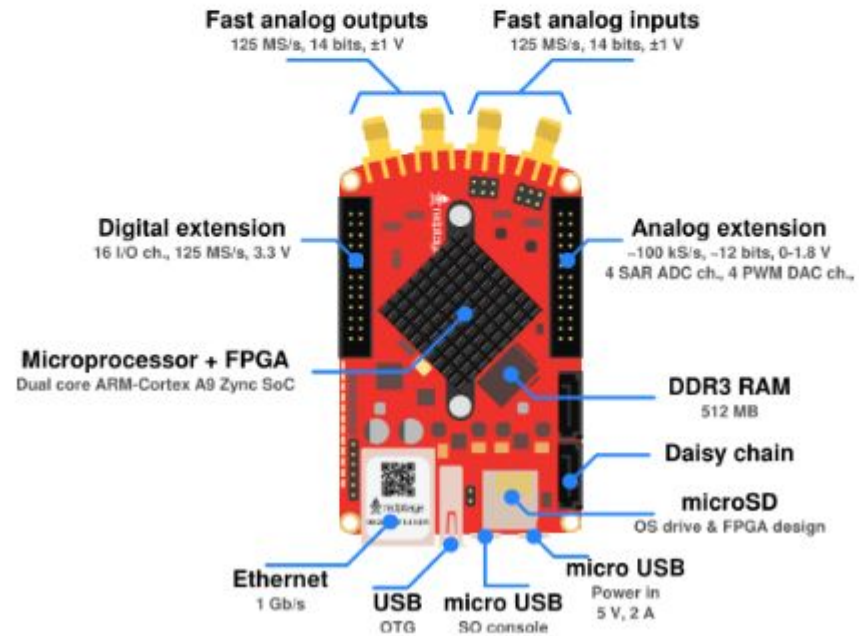 Fast analog outputs
125 MS/s, 14 bits, ±1 V
Fast analog inputs
125 MS/s, 14 bits, ±1 V
Digital extension
16 I/O ch., 125 MS/s, 3.3 V
Analog extension
~100 kS/s, ~12 bits, 0-1.8 V
4 SAR ADC ch., 4 PWM DAC ch.,
Microprocessor + FPGA
Dual core ARM-Cortex A9 Zync SoC
DDR3 RAM
512 MB
Daisy chain
microSD
OS drive & FPGA design
micro USB
Power in
5 V, 2 A
Ethernet
1 Gb/s
USB
OTG
micro USB
SO console